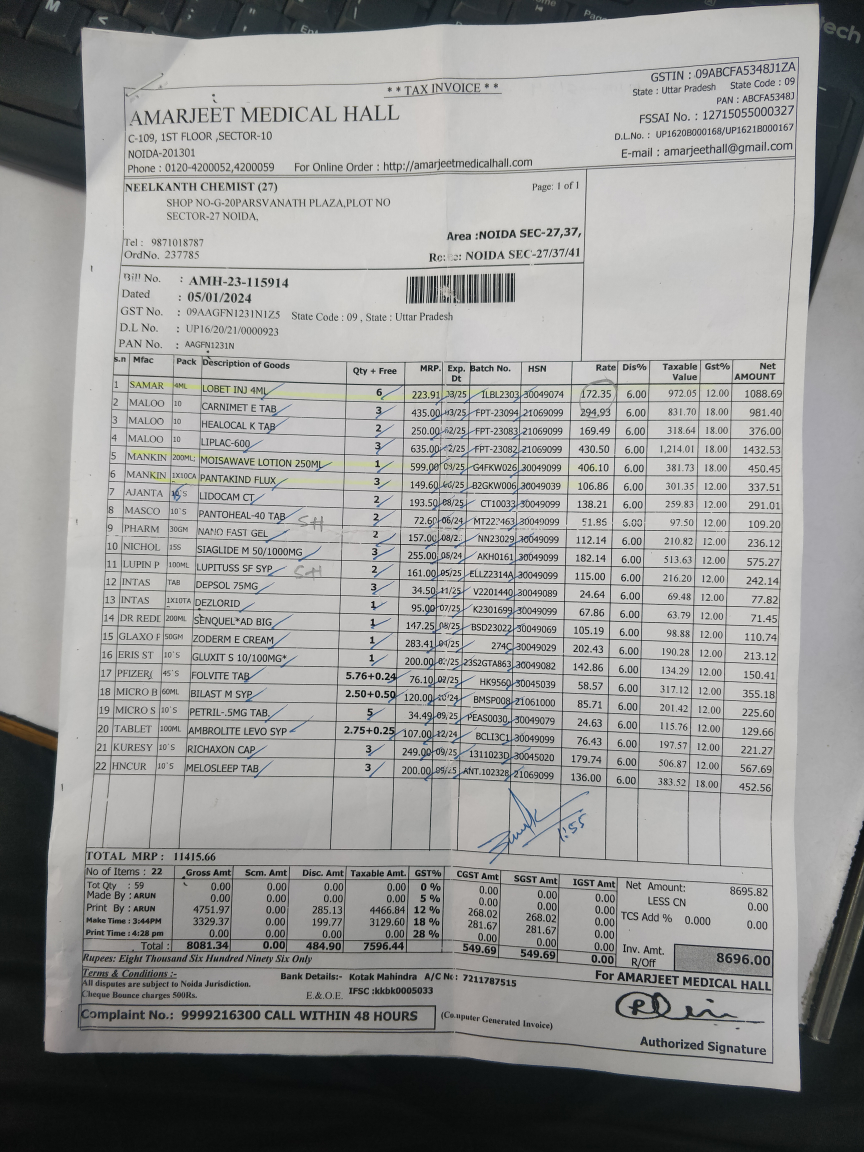 * * TAX INVOICE * *
GSTIN : 09ABCFA5348J1ZA
State : Uttar Pradesh State Code : 09
PAN : ABCFA5348J
FSSAI No. : 12715055000327
D.L.No. : UP1620B000168/UP1621B000167
E-mail : amarjeethall@gmail.com
AMARJEET MEDICAL HALL
C-109, 1ST FLOOR ,SECTOR-10
NOIDA-201301
Phone : 0120-4200052,4200059 For Online Order : http://amarjeetmedicalhall.com
NEELKANTH CHEMIST (27) Page: 1 of 1
SHOP NO-G-20PARSVANATH PLAZA,PLOT NO
SECTOR-27 NOIDA,
Tel : 9871018787 Area :NOIDA SEC-27,37,
OrdNo. 237785 NOIDA SEC-27/37/41
Bill No. : AMH-23-115914
Dated : 05/01/2024
GST No. : 09AAGFN1231N1Z5 State Code : 09 , State : Uttar Pradesh
D.L No. : UP16/20/21/0000923
PAN No. : AAGFN1231N
s.n Mfac Pack Description of Goods Qty + Free MRP. Exp. Dt Batch No. HSN Rate Dis% Taxable Value Gst% Net AMOUNT
1 SAMAR 4ML LOBET INJ 4ML 6 223.91 03/25 ILBL2303 30049074 172.35 6.00 972.05 12.00 1088.69
2 MALOO 10 CARNIMET E TAB 3 435.00 FPT-23094 21069099 294.93 6.00 831.70 18.00 981.40
3 MALOO 10 HEALOCAL K TAB 2 250.00 FPT-23083 21069099 169.49 6.00 318.64 18.00 376.00
4 MALOO 10 LIPLAC-600 3 635.00 FPT-23082 21069099 430.50 6.00 1,214.01 18.00 1432.53
5 MANKIN 200ML MOISAWAVE LOTION 250ML 1 599.00 G4FKW026 30049099 406.10 6.00 381.73 18.00 450.45
6 MANKIN 1X10CA PANTAKIND FLUX 3 149.60 B2GKW006 30049039 106.86 6.00 301.35 12.00 337.51
7 AJANTA LIDOCAM CT 2 193.50 08/25 CT10033 30049099 138.21 6.00 259.83 12.00 291.01
8 MASCO 10`S PANTOHEAL-40 TAB SH 2 72.60 06/24 MT222463 30049099 51.86 6.00 97.50 12.00 109.20
9 PHARM 30GM NANO FAST GEL 2 157.00 NN23029 30049099 112.14 6.00 210.82 12.00 236.12
10 NICHOL 15S SIAGLIDE M 50/1000MG 3 255.00 05/24 AKH0161 30049099 182.14 6.00 513.63 12.00 575.27
11 LUPIN P 100ML LUPITUSS SF SYP SH 2 161.00 05/25 ELLZ2314A 30049099 115.00 6.00 216.20 12.00 242.14
12 INTAS TAB DEPSOL 75MG 3 34.50 11/25 V2201440 30049089 24.64 6.00 69.48 12.00 77.82
13 INTAS 1X10TA DEZLORID 1 95.00 07/25 K2301699 30049099 67.86 6.00 63.79 12.00 71.45
14 DR REDD 200ML SENQUEL*AD BIG 1 147.25 08/25 BSD23022 30049069 105.19 6.00 98.88 12.00 110.74
15 GLAXO F 50GM ZODERM E CREAM 1 283.41 04/25 274C 30049029 202.43 6.00 190.28 12.00 213.12
16 ERIS ST 10`S GLUXIT S 10/100MG* 1 200.00 23S2GTA863 30049082 142.86 6.00 134.29 12.00 150.41
17 PFIZER( 45`S FOLVITE TAB 5.76+0.24 76.10 HK9560 30045039 58.57 6.00 317.12 12.00 355.18
18 MICRO B 60ML BILAST M SYP 2.50+0.50 120.00 10/24 BMSP008 21061000 85.71 6.00 201.42 12.00 225.60
19 MICRO S 10`S PETRIL-.5MG TAB. 5 34.49 09/25 PEAS0030 30049079 24.63 6.00 115.76 12.00 129.66
20 TABLET 100ML AMBROLITE LEVO SYP 2.75+0.25 107.00 12/24 BCLI3C1 30049099 76.43 6.00 197.57 12.00 221.27
21 KURESY 10`S RICHAXON CAP 3 249.00 09/25 1311023D 30045020 179.74 6.00 506.87 12.00 567.69
22 HNCUR 10`S MELOSLEEP TAB 3 200.00 09/25 ANT.102328 21069099 136.00 6.00 383.52 18.00 452.56
1:55
TOTAL MRP : 11415.66
No of Items : 22 Gross Amt Scm. Amt Disc. Amt Taxable Amt. GST% CGST Amt SGST Amt IGST Amt Net Amount: 8695.82
Tot Qty : 59 0.00 0.00 0.00 0.00 0 % 0.00 0.00 0.00 LESS CN 0.00
Made By : ARUN 0.00 0.00 0.00 0.00 5 % 0.00 0.00 0.00 TCS Add % 0.000 0.00
Print By : ARUN 4751.97 0.00 285.13 4466.84 12 % 268.02 268.02 0.00
Make Time : 3:44PM 3329.37 0.00 199.77 3129.60 18 % 281.67 281.67 0.00
Print Time : 4:28 pm 0.00 0.00 0.00 0.00 28 % 0.00 0.00 0.00 Inv. Amt.
Total : 8081.34 0.00 484.90 7596.44 549.69 549.69 0.00 R/Off 8696.00
Rupees: Eight Thousand Six Hundred Ninety Six Only
Terms & Conditions :- Bank Details:- Kotak Mahindra A/C No: 7211787515 For AMARJEET MEDICAL HALL
All disputes are subject to Noida Jurisdication. IFSC :kkbk0005033
Cheque Bounce charges 500Rs. E.& O.E.
Complaint No.: 9999216300 CALL WITHIN 48 HOURS (Computer Generated Invoice)
Authorized Signature